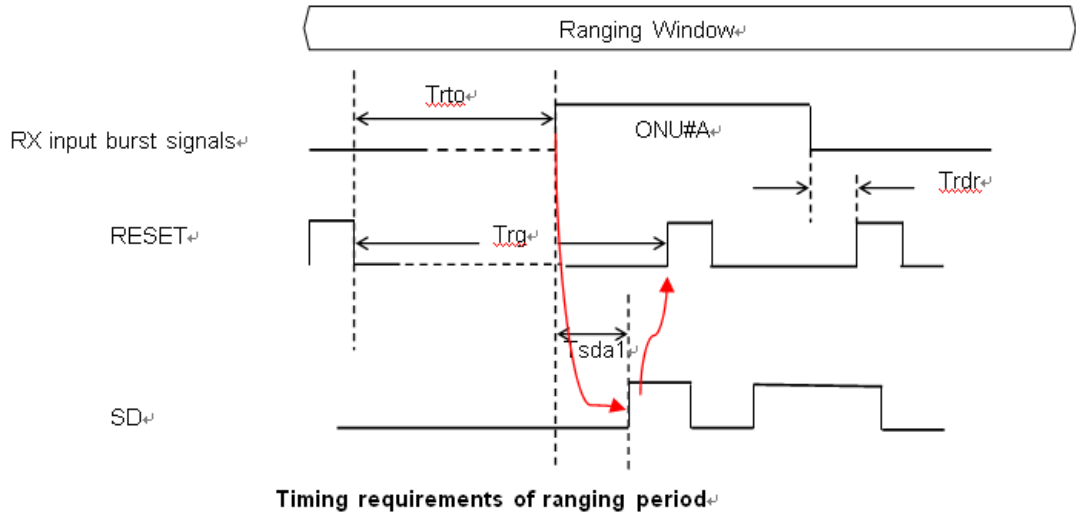 Ranging Window↵
Trto↵
RX input burst signals↵
ONU#A↵
Trdr↵
RESET↵
Trg↵
Tsda1↵
SD↵
Timing requirements of ranging period↵